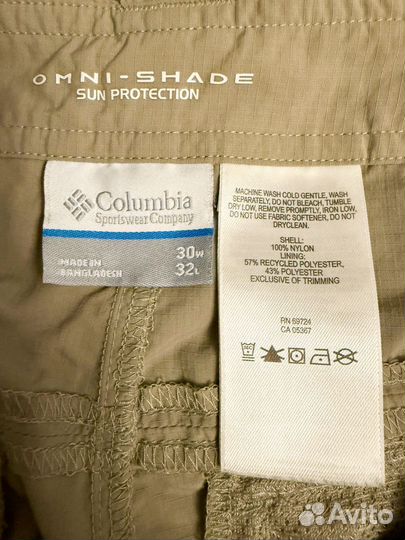 OMNI-SHADE
SUN PROTECTION
Columbia
Sportswear Company
MADE IN
BANGLADESH
30W
32L
MACHINE WASH COLD GENTLE, WASH
SEPARATELY, DO NOT BLEACH, TUMBLE
DRY LOW, REMOVE PROMPTLY, IRON LOW,
DO NOT USE FABRIC SOFTENER, DO NOT
DRYCLEAN.
SHELL:
100% NYLON
LINING:
57% RECYCLED POLYESTER,
43% POLYESTER
EXCLUSIVE OF TRIMMING
RN 69724
CA 05367
Avito